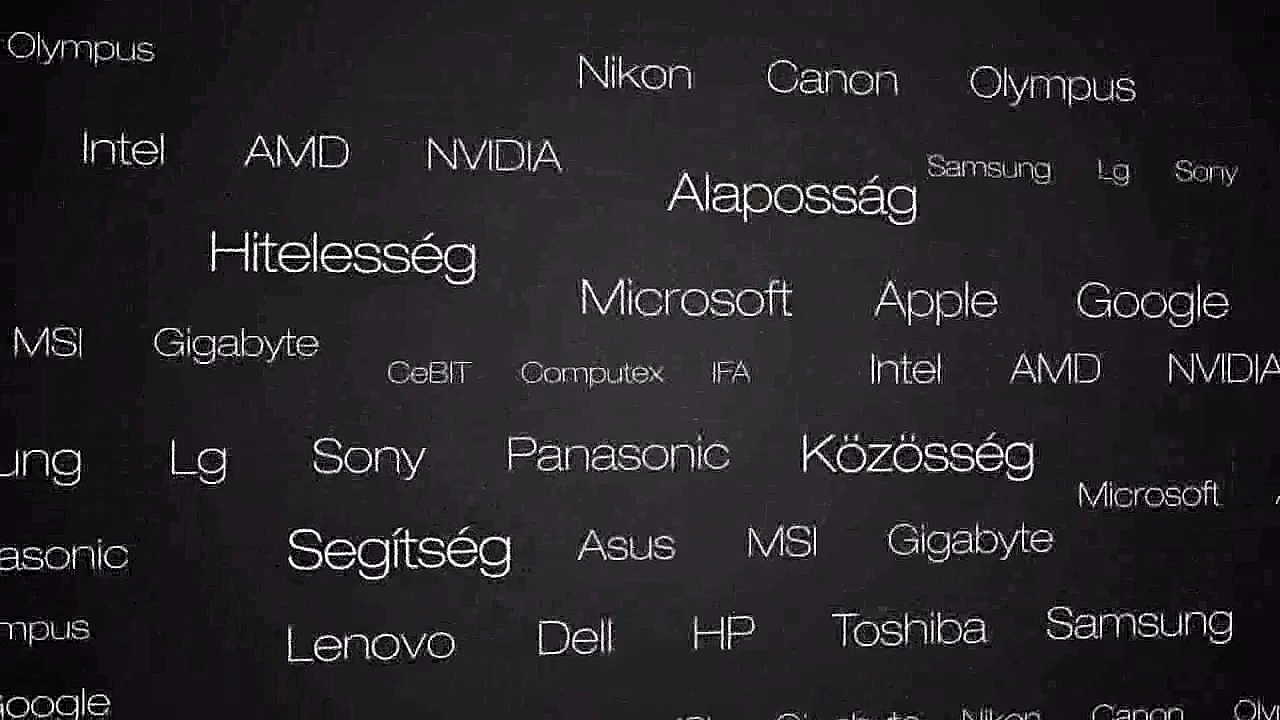 Olympus
Nikon Canon Olympus
Intel AMD NVIDIA
Samsung Lg Sony
Alaposság
Hitelesség
Microsoft Apple Google
MSI Gigabyte
CeBIT Computex IFA
Intel AMD NVIDIA
ung Lg Sony Panasonic
Közösség
Microsoft
Segítség
Asus MSI Gigabyte
asonic
mpus
Lenovo Dell HP Toshiba Samsung
oogle
Nikon Canon